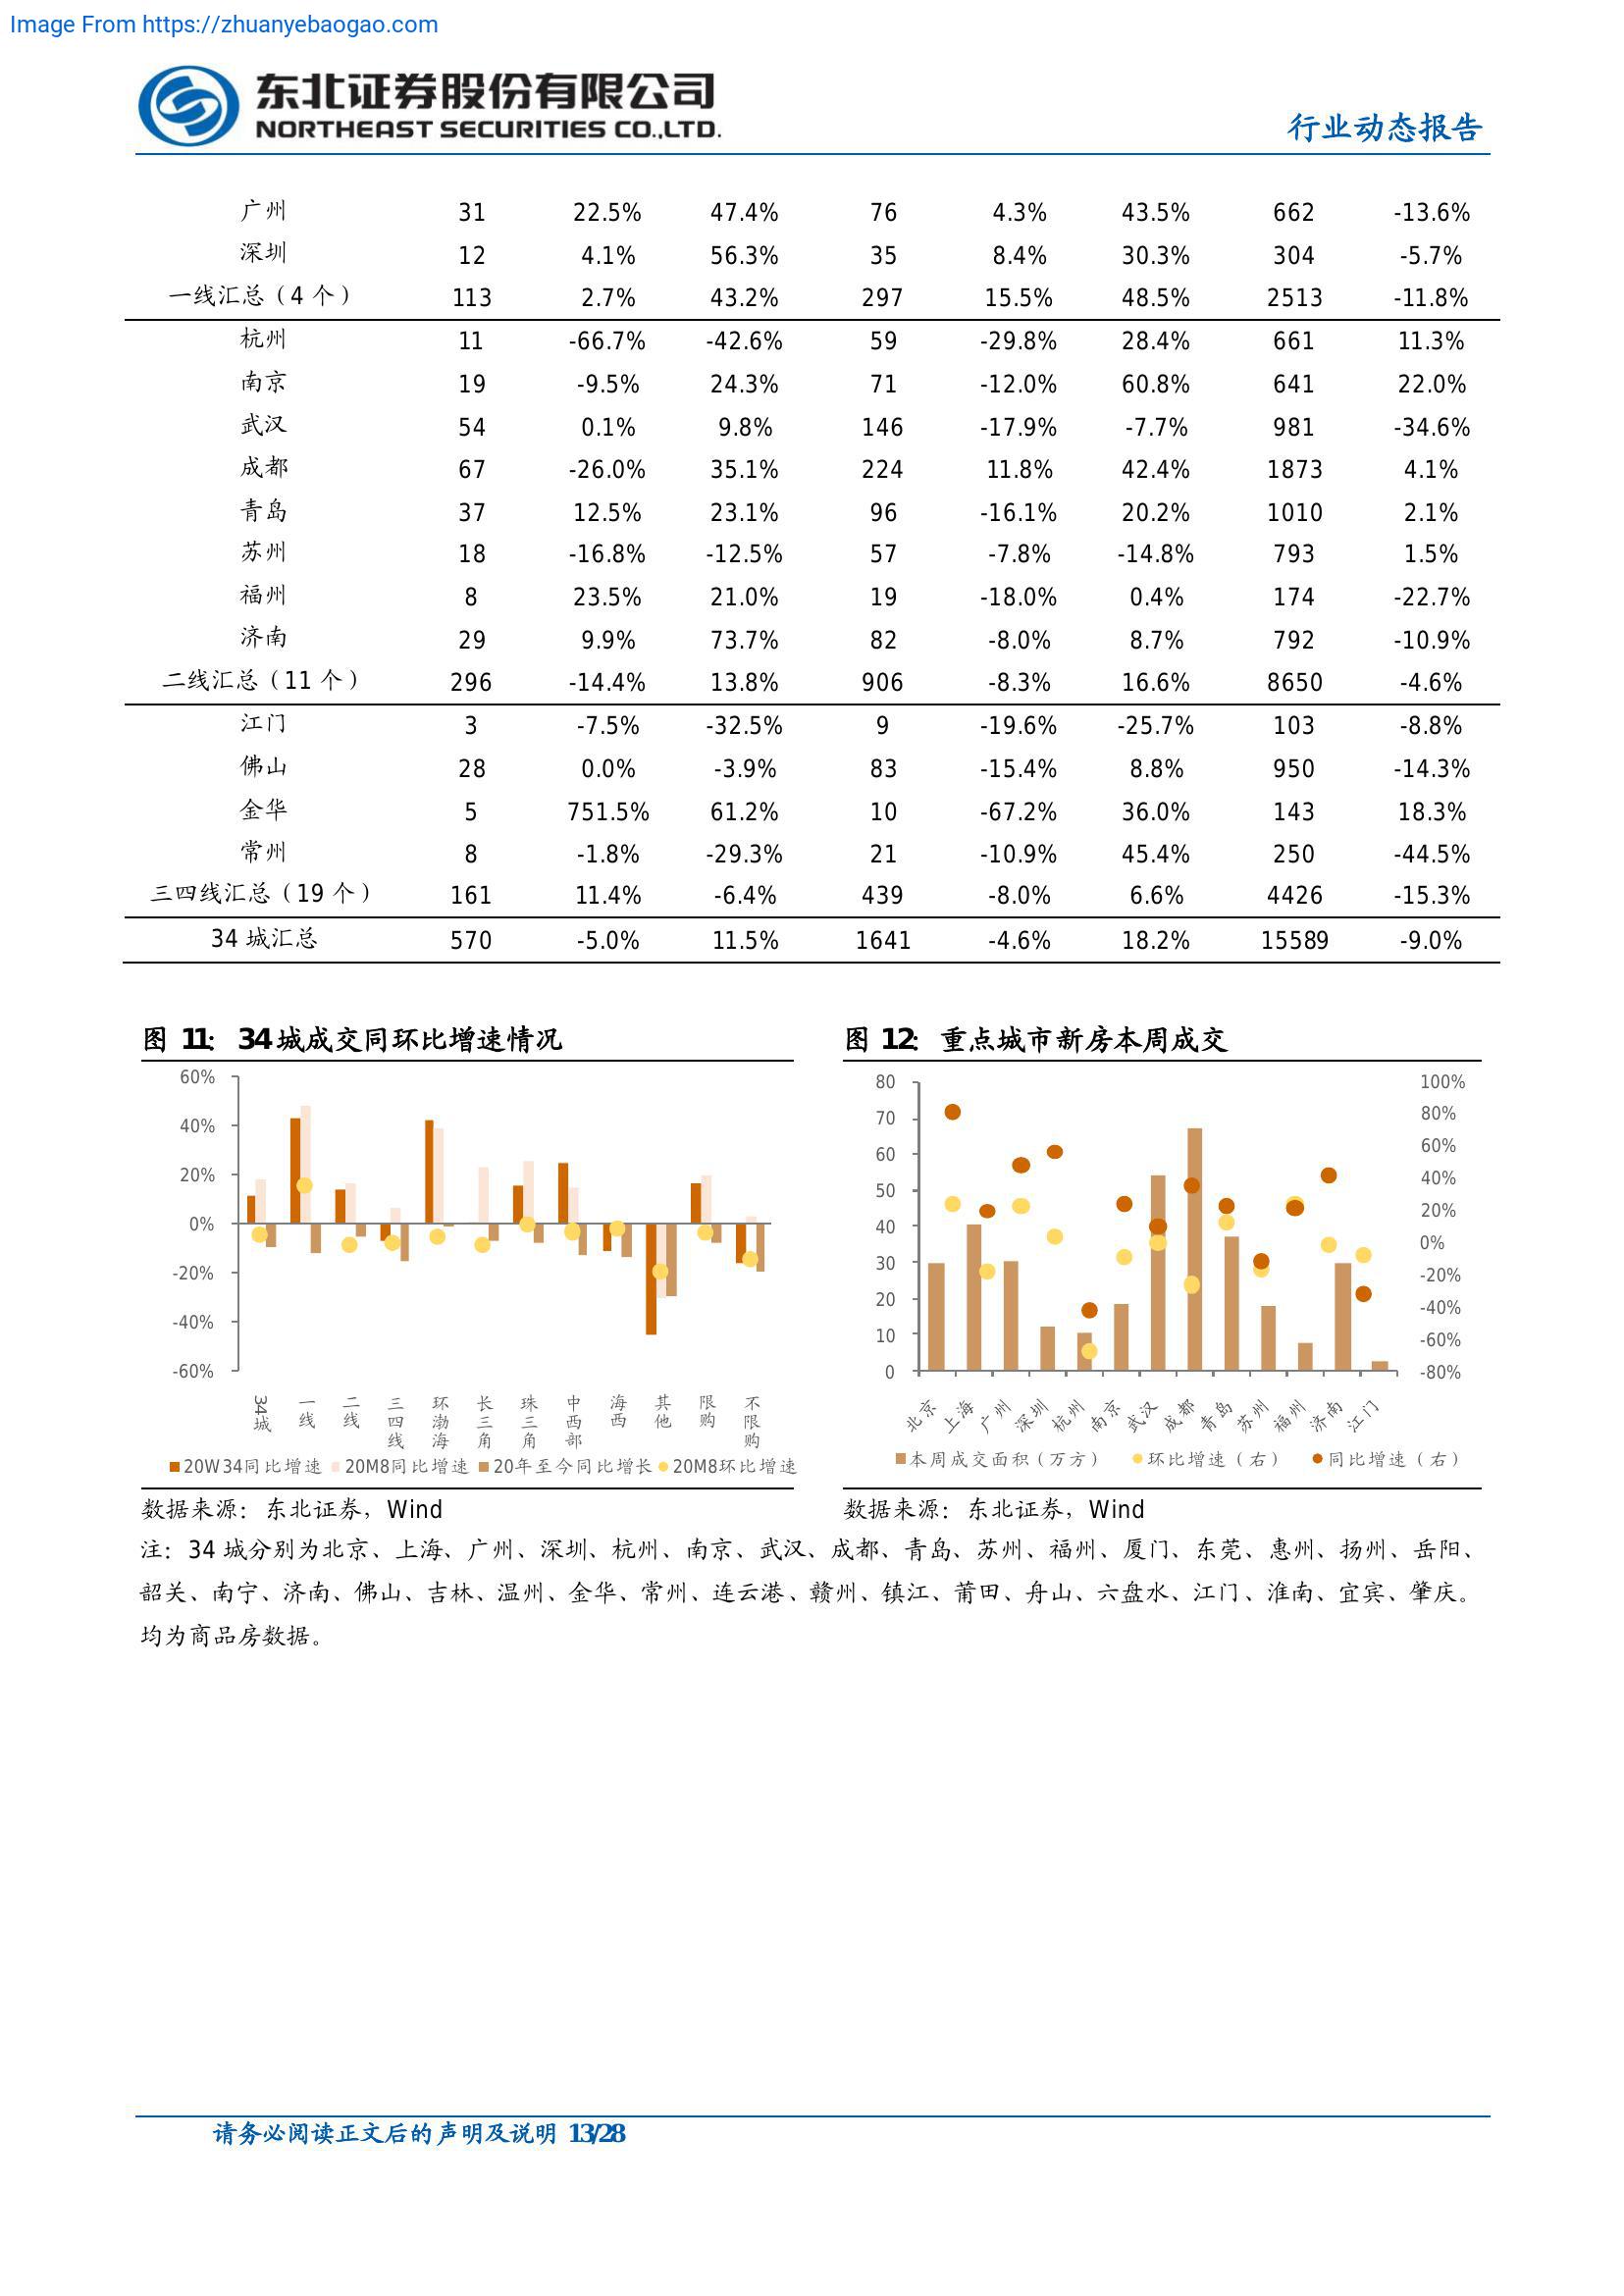 Image From https://zhuanyebaogao.com
东北证券股份有限公司
NORTHEAST SECURITIES CO.,LTD.
行业动态报告
广州 31 22.5% 47.4% 76 4.3% 43.5% 662 -13.6%
深圳 12 4.1% 56.3% 35 8.4% 30.3% 304 -5.7%
一线汇总（4 个） 113 2.7% 43.2% 297 15.5% 48.5% 2513 -11.8%
杭州 11 -66.7% -42.6% 59 -29.8% 28.4% 661 11.3%
南京 19 -9.5% 24.3% 71 -12.0% 60.8% 641 22.0%
武汉 54 0.1% 9.8% 146 -17.9% -7.7% 981 -34.6%
成都 67 -26.0% 35.1% 224 11.8% 42.4% 1873 4.1%
青岛 37 12.5% 23.1% 96 -16.1% 20.2% 1010 2.1%
苏州 18 -16.8% -12.5% 57 -7.8% -14.8% 793 1.5%
福州 8 23.5% 21.0% 19 -18.0% 0.4% 174 -22.7%
济南 29 9.9% 73.7% 82 -8.0% 8.7% 792 -10.9%
二线汇总（11 个） 296 -14.4% 13.8% 906 -8.3% 16.6% 8650 -4.6%
江门 3 -7.5% -32.5% 9 -19.6% -25.7% 103 -8.8%
佛山 28 0.0% -3.9% 83 -15.4% 8.8% 950 -14.3%
金华 5 751.5% 61.2% 10 -67.2% 36.0% 143 18.3%
常州 8 -1.8% -29.3% 21 -10.9% 45.4% 250 -44.5%
三四线汇总（19 个） 161 11.4% -6.4% 439 -8.0% 6.6% 4426 -15.3%
34 城汇总 570 -5.0% 11.5% 1641 -4.6% 18.2% 15589 -9.0%
图 11： 34 城成交同环比增速情况
60%
40%
20%
0%
-20%
-40%
-60%
34城 一线 二线 三四线 环渤海 长三角 珠三角 中西部 海西 其他 限购 不限购
20W34同比增速 20M8同比增速 20年至今同比增长 20M8环比增速
数据来源：东北证券，Wind
图 12： 重点城市新房本周成交
80 100%
70 80%
60 60%
50 40%
40 20%
30 0%
20 -20%
10 -40%
0 -60%
-80%
北京 上海 广州 深圳 杭州 南京 武汉 成都 青岛 苏州 福州 济南 江门
本周成交面积（万方） 环比增速（右） 同比增速（右）
数据来源：东北证券，Wind
注：34 城分别为北京、上海、广州、深圳、杭州、南京、武汉、成都、青岛、苏州、福州、厦门、东莞、惠州、扬州、岳阳、
韶关、南宁、济南、佛山、吉林、温州、金华、常州、连云港、赣州、镇江、莆田、舟山、六盘水、江门、淮南、宜宾、肇庆。
均为商品房数据。
请务必阅读正文后的声明及说明 13/28